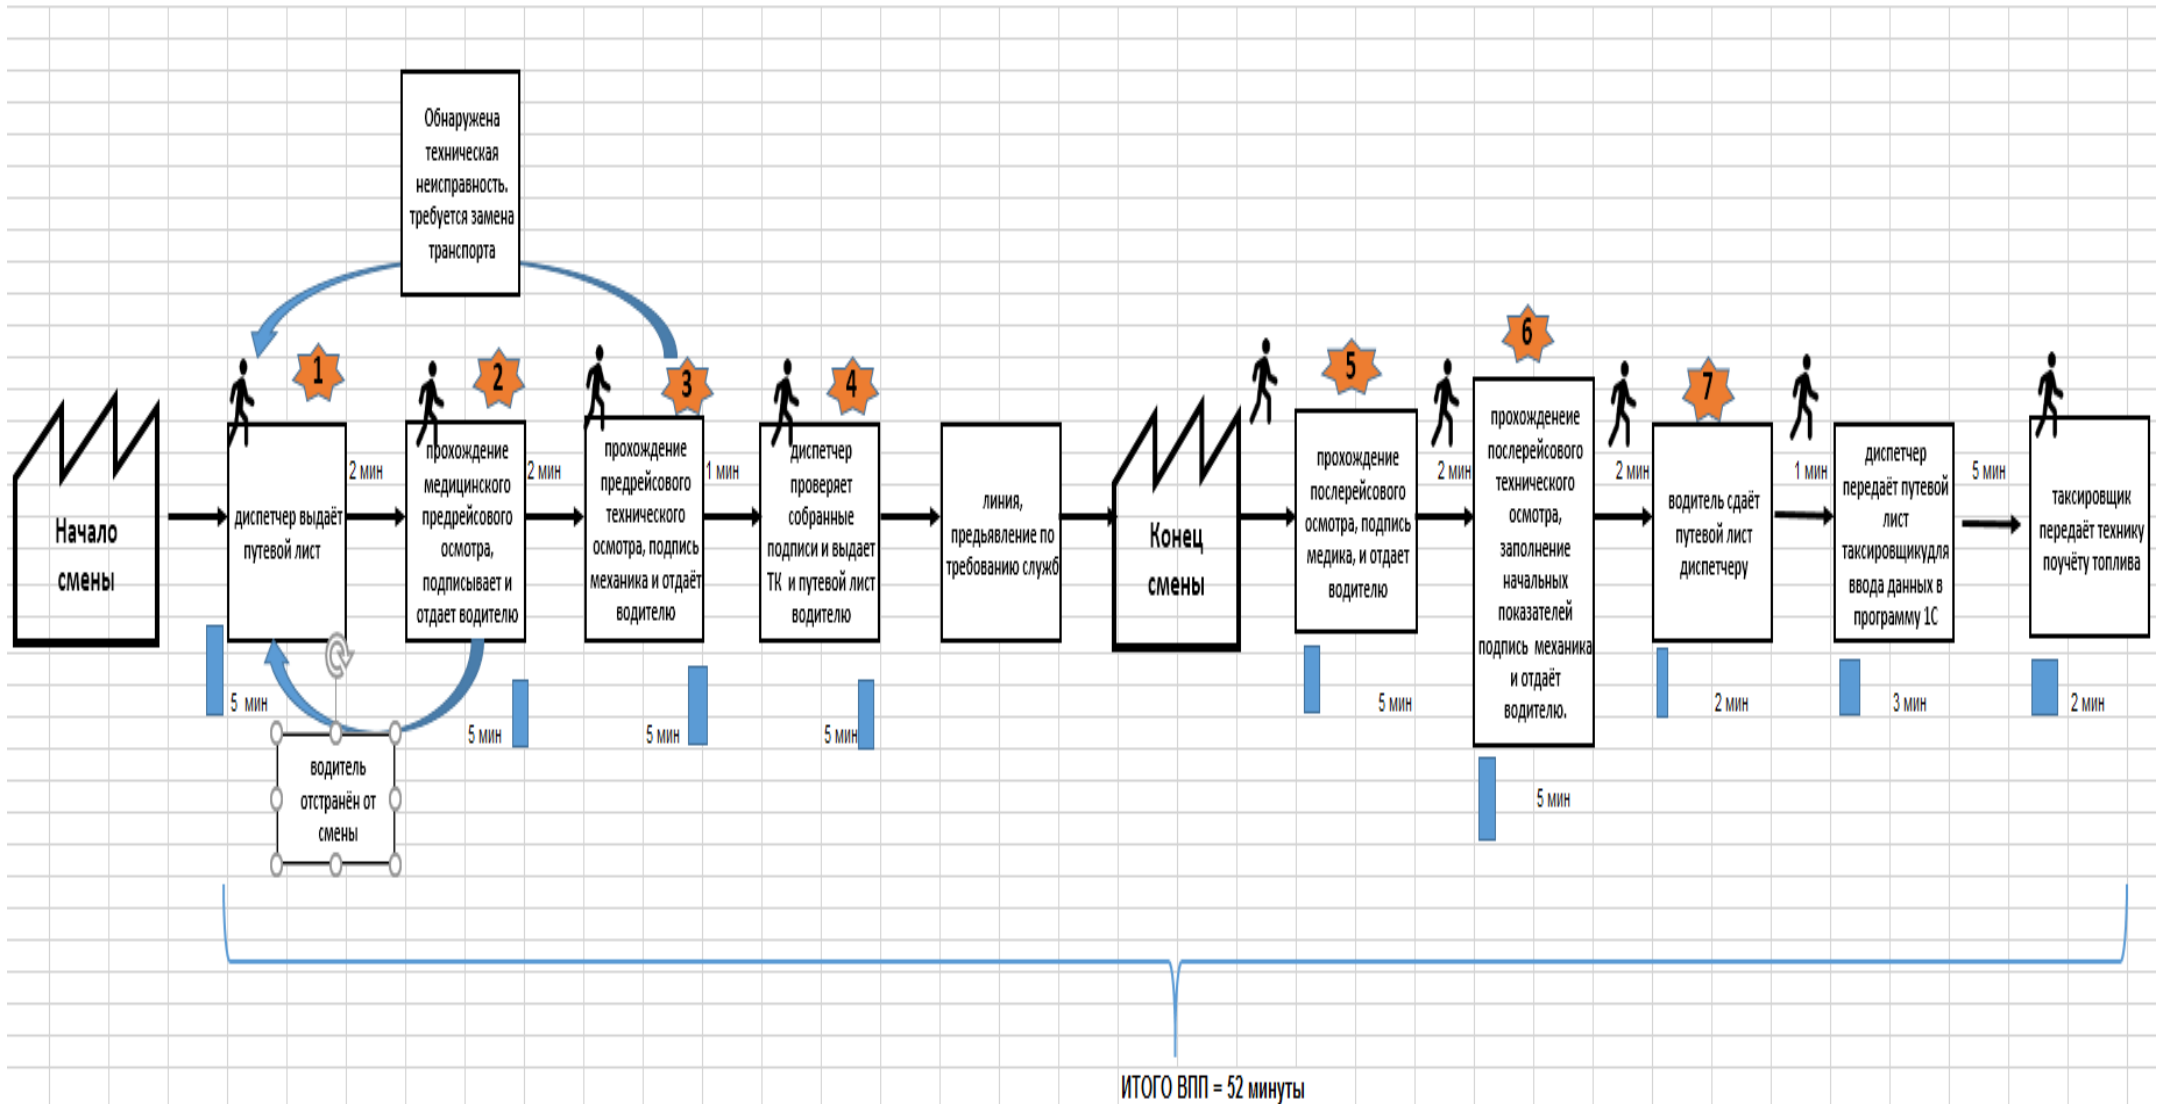 Обнаружена
техническая
неисправность.
требуется замена
транспорта
1
2
3
4
5
6
7
Начало
смены
диспетчер выдаёт
путевой лист
2 мин
прохождение
медицинского
предрейсового
осмотра,
подписывает и
отдает водителю
2 мин
прохождение
предрейсового
технического
осмотра, подпись
механика и отдаёт
водителю
1 мин
диспетчер
проверяет
собранные
подписи и выдает
ТК и путевой лист
водителю
линия,
предьявление по
требованию служб
Конец
смены
прохождение
послерейсового
осмотра, подпись
медика, и отдает
водителю
2 мин
прохожденеие
послерейсового
технического
осмотра,
заполнение
начальных
показателей
подпись механика
и отдаёт
водителю.
2 мин
водитель сдаёт
путевой лист
диспетчеру
1 мин
диспетчер
передаёт путевой
лист
таксировщикудля
ввода данных в
программу 1С
5 мин
таксировщик
передаёт технику
поучёту топлива
5 мин
5 мин
5 мин
5 мин
5 мин
5 мин
2 мин
3 мин
2 мин
водитель
отстранён от
смены
ИТОГО ВПП = 52 минуты